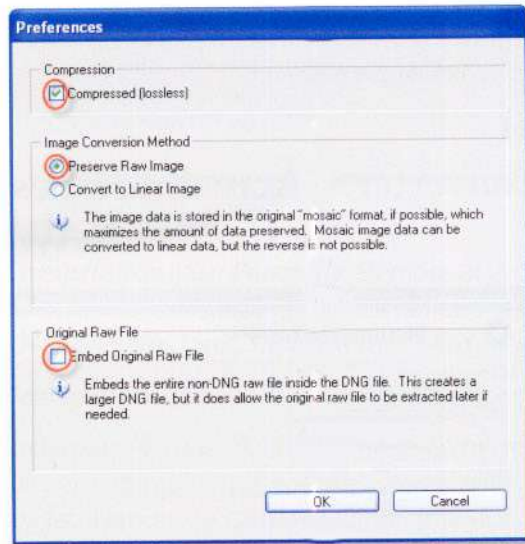 Preferences
Compression
Compressed (lossless)
Image Conversion Method
Preserve Raw Image
Convert to Linear Image
The image data is stored in the original "mosaic" format, if possible, which
maximizes the amount of data preserved. Mosaic image data can be
converted to linear data, but the reverse is not possible.
Original Raw File
Embed Original Raw File
Embeds the entire non-DNG raw file inside the DNG file. This creates a
larger DNG file, but it does allow the original raw file to be extracted later if
needed.
OK
Cancel